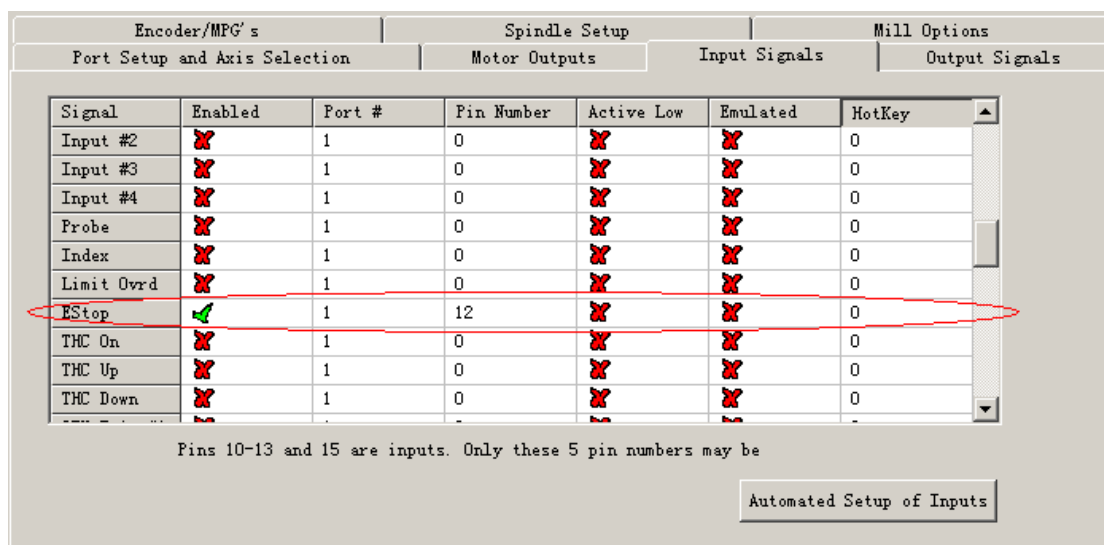 Encoder/MPG's Spindle Setup Mill Options
Port Setup and Axis Selection Motor Outputs Input Signals Output Signals
Signal Enabled Port # Pin Number Active Low Emulated HotKey
Input #2 1 0 0
Input #3 1 0 0
Input #4 1 0 0
Probe 1 0 0
Index 1 0 0
Limit Ovrd 1 0 0
EStop 1 12 0
THC On 1 0 0
THC Up 1 0 0
THC Down 1 0 0
Pins 10-13 and 15 are inputs. Only these 5 pin numbers may be
Automated Setup of Inputs